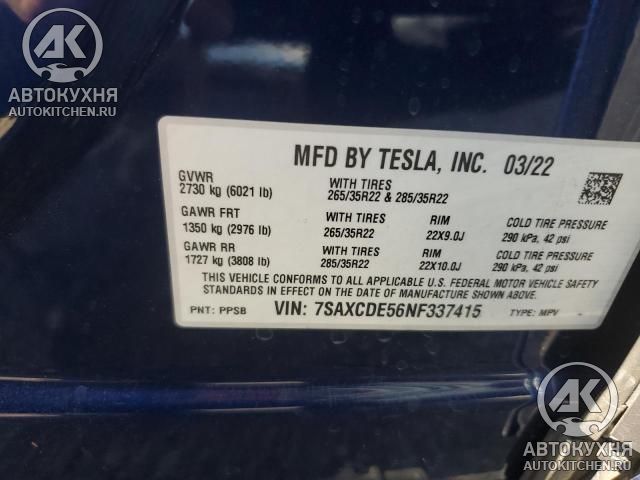 АК
АВТОКУХНЯ
AUTOKITCHEN.RU
MFD BY TESLA, INC. 03/22
GVWR
2730 kg (6021 lb)
WITH TIRES
265/35R22 & 285/35R22
GAWR FRT
1350 kg (2976 lb)
WITH TIRES
265/35R22
RIM
22X9.0J
COLD TIRE PRESSURE
290 kPa, 42 psi
GAWR RR
1727 kg (3808 lb)
WITH TIRES
285/35R22
RIM
22X10.0J
COLD TIRE PRESSURE
290 kPa, 42 psi
THIS VEHICLE CONFORMS TO ALL APPLICABLE U.S. FEDERAL MOTOR VEHICLE SAFETY
STANDARDS IN EFFECT ON THE DATE OF MANUFACTURE SHOWN ABOVE.
PNT: PPSB
VIN: 7SAXCDE56NF337415
TYPE: MPV
АК
АВТОКУХНЯ
AUTOKITCHEN.RU